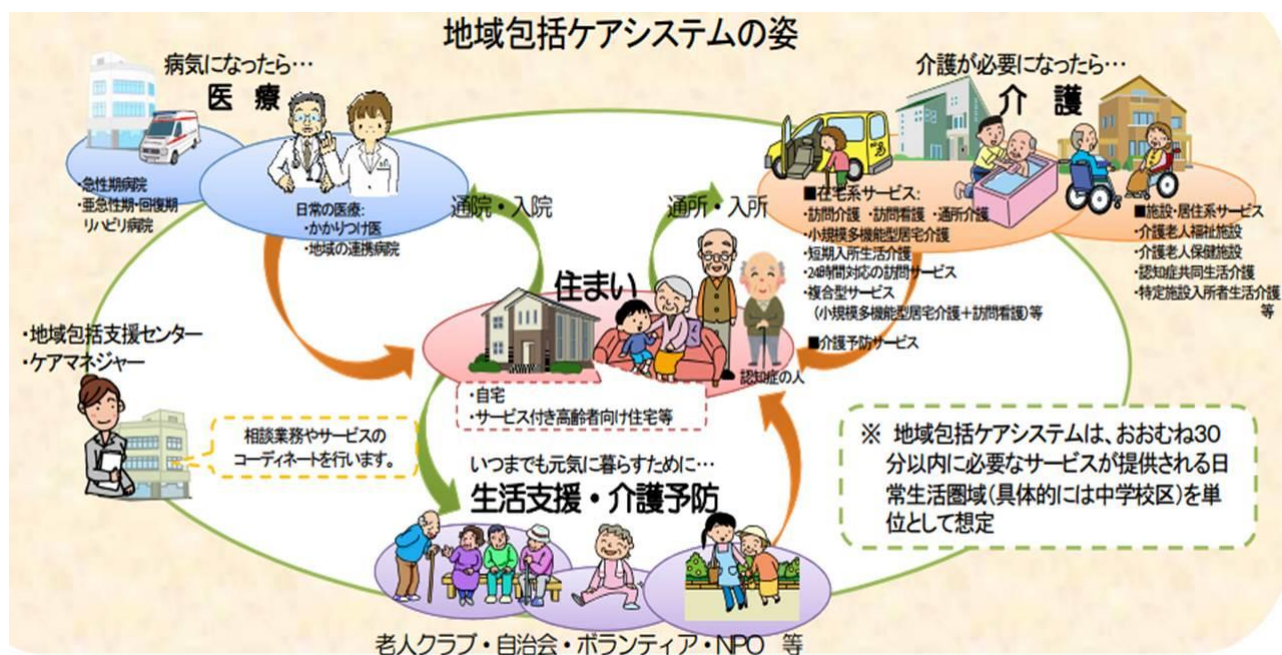 地域包括ケアシステムの姿
病気になったら･･･
医 療
介護が必要になったら･･･
介 護
・急性期病院
・亜急性期・回復期
リハビリ病院
日常の医療:
・かかりつけ医
・地域の連携病院
通院・入院
通所・入所
■在宅系サービス:
・訪問介護 ・訪問看護 ・通所介護
・小規模多機能型居宅介護
・短期入所生活介護
・24時間対応の訪問サービス
・複合型サービス
(小規模多機能型居宅介護+訪問看護)等
■介護予防サービス
■施設・居住系サービス
・介護老人福祉施設
・介護老人保健施設
・認知症共同生活介護
・特定施設入所者生活介護
等
住まい
認知症の人
・自宅
・サービス付き高齢者向け住宅等
・地域包括支援センター
・ケアマネジャー
相談業務やサービスの
コーディネートを行います。
いつまでも元気に暮らすために･･･
生活支援・介護予防
老人クラブ・自治会・ボランティア・NPO 等
※ 地域包括ケアシステムは、おおむね30
分以内に必要なサービスが提供される日
常生活圏域(具体的には中学校区)を単
位として想定